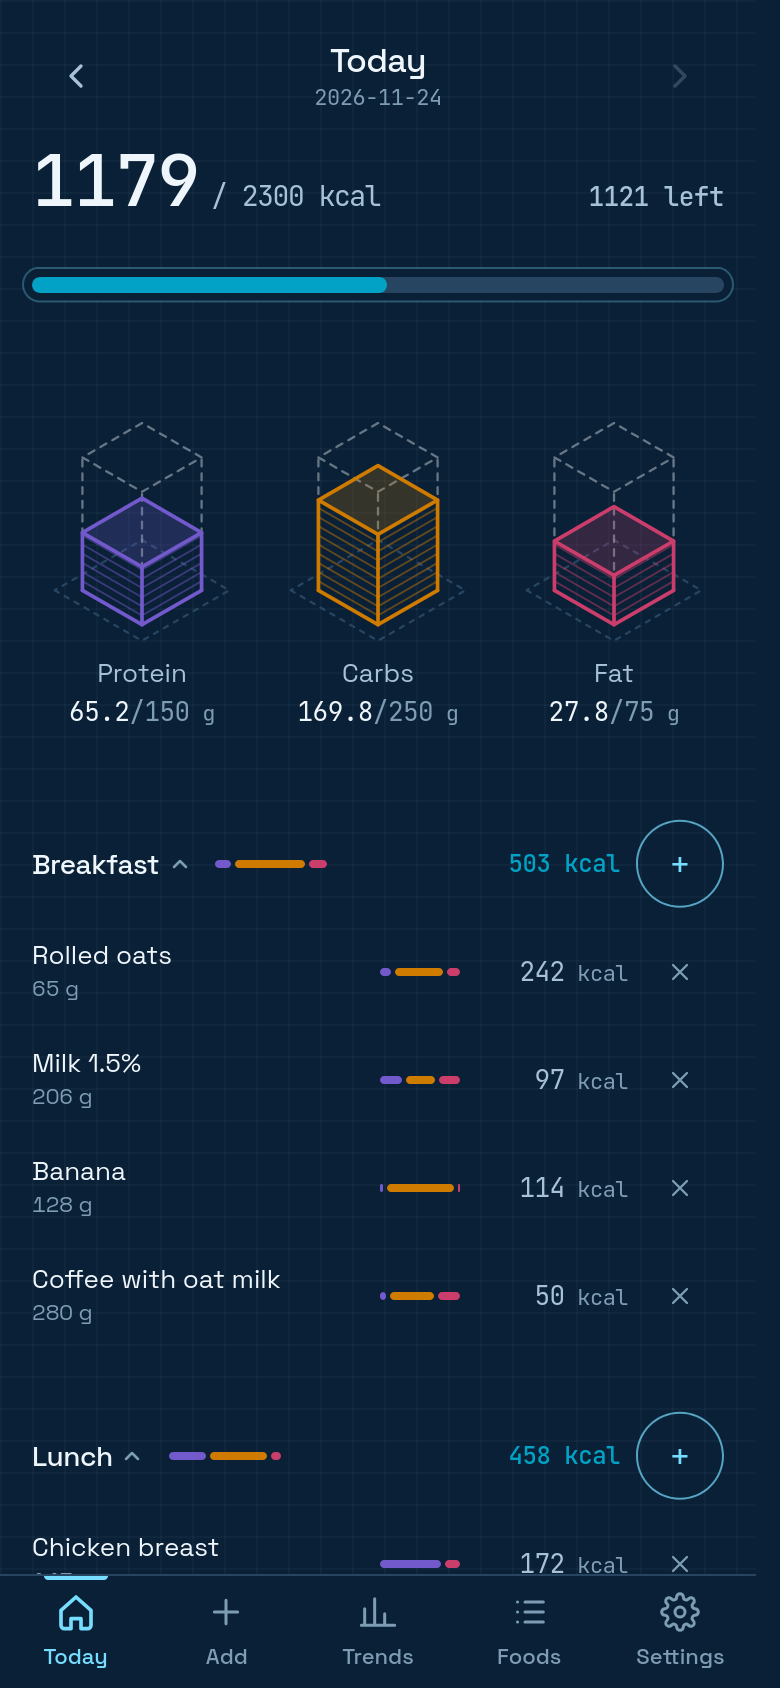 Today
2026-11-24
1179 / 2300 kcal 1121 left
Protein Carbs Fat
65.2/150 g 169.8/250 g 27.8/75 g
Breakfast 503 kcal +
Rolled oats 242 kcal
65 g
Milk 1.5% 97 kcal
206 g
Banana 114 kcal
128 g
Coffee with oat milk 50 kcal
280 g
Lunch 458 kcal +
Chicken breast 172 kcal
Today Add Trends Foods Settings